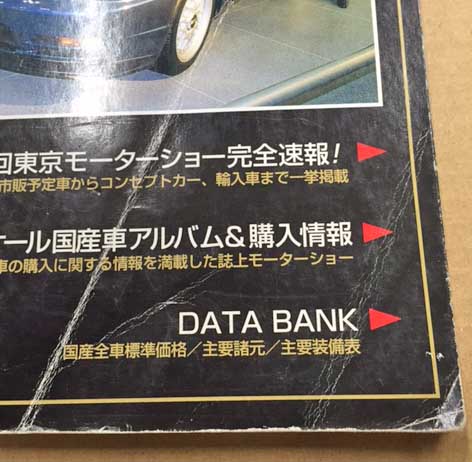 回東京モーターショー完全速報!
市販予定車からコンセプトカー、輸入車まで一挙掲載
オール国産車アルバム&購入情報
車の購入に関する情報を満載した誌上モーターショー
DATA BANK
国産全車標準価格／主要諸元／主要装備表